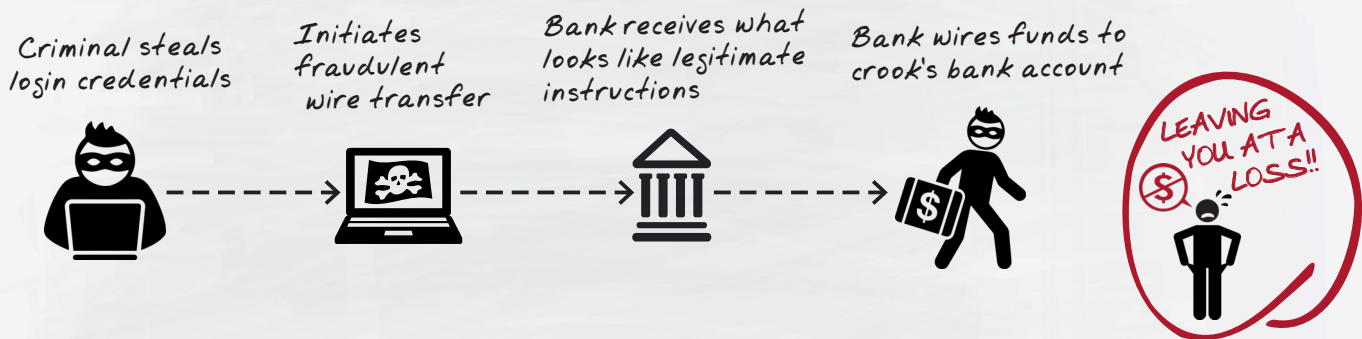 Criminal steals
login credentials
Initiates
fraudulent
wire transfer
Bank receives what
looks like legitimate
instructions
Bank wires funds to
crook's bank account
LEAVING
YOU AT A
LOSS!!
$
$